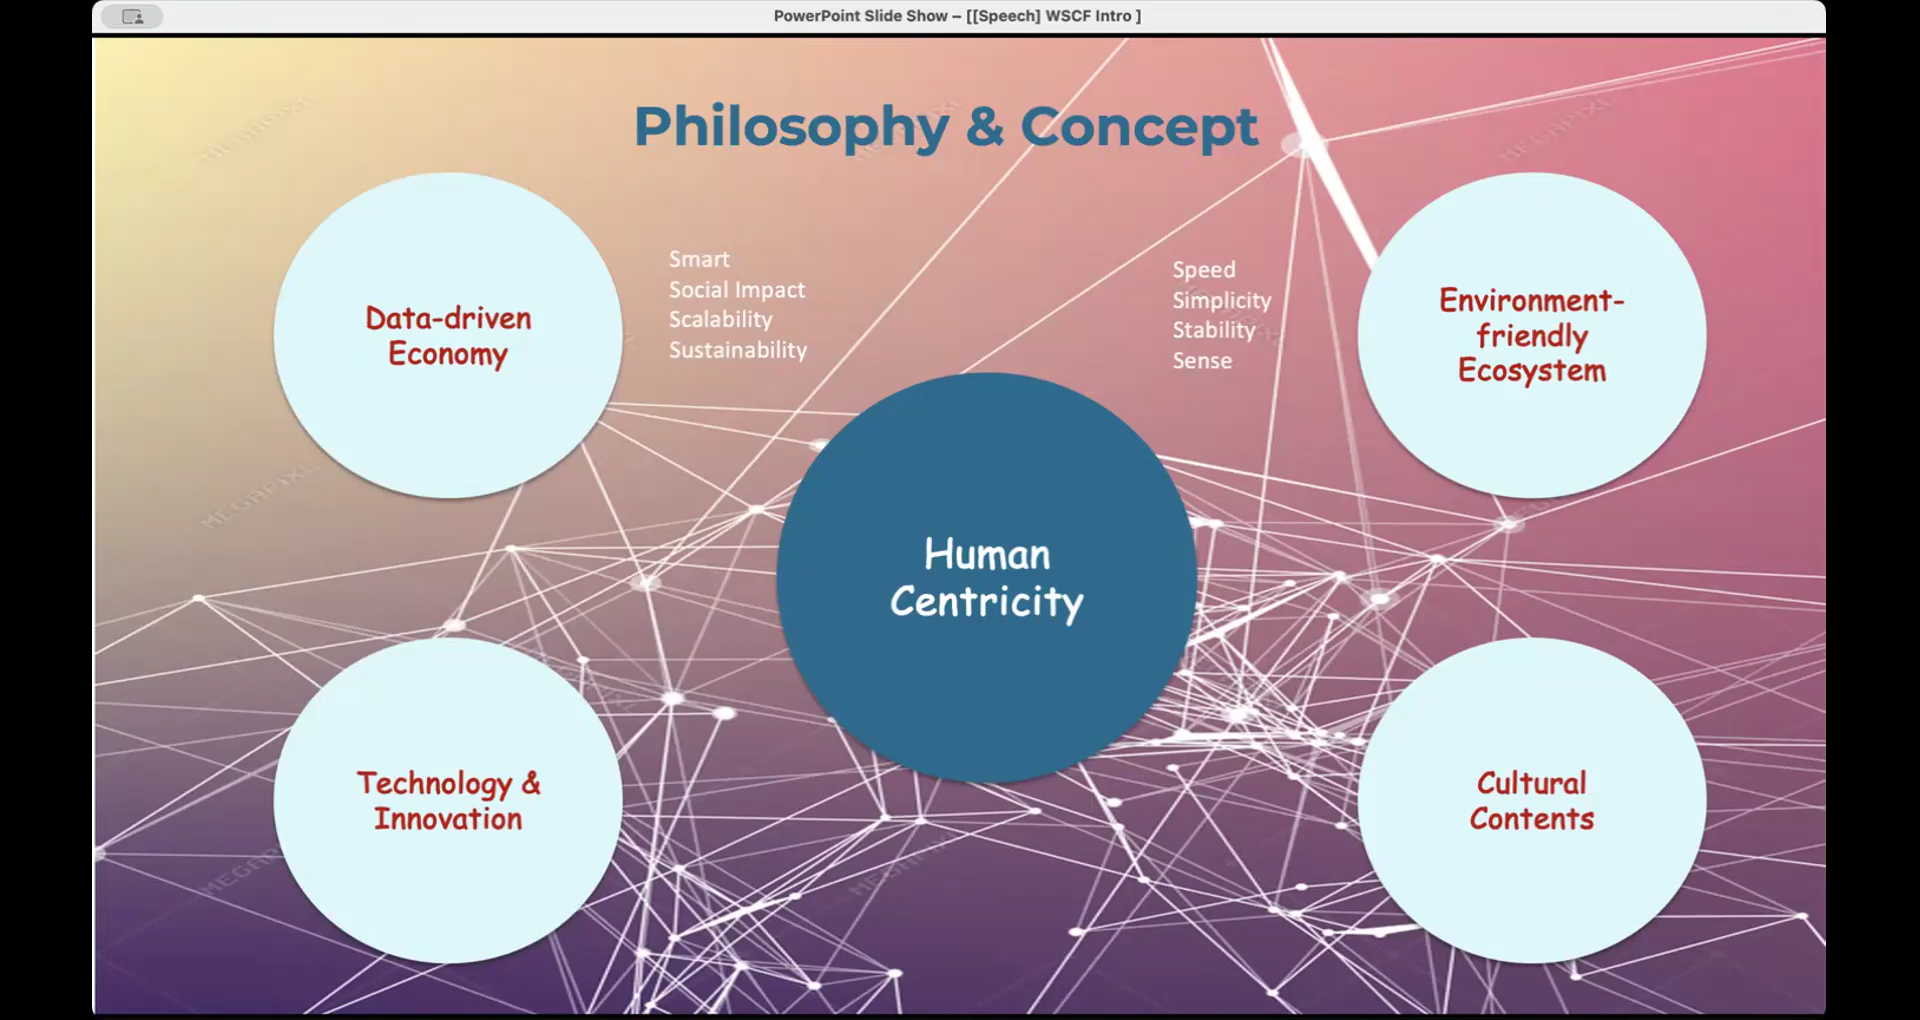 PowerPoint Slide Show – [[Speech] WSCF Intro ]
Philosophy & Concept
Data-driven
Economy
Smart
Social Impact
Scalability
Sustainability
Speed
Simplicity
Stability
Sense
Environment-
friendly
Ecosystem
Human
Centricity
Technology &
Innovation
Cultural
Contents